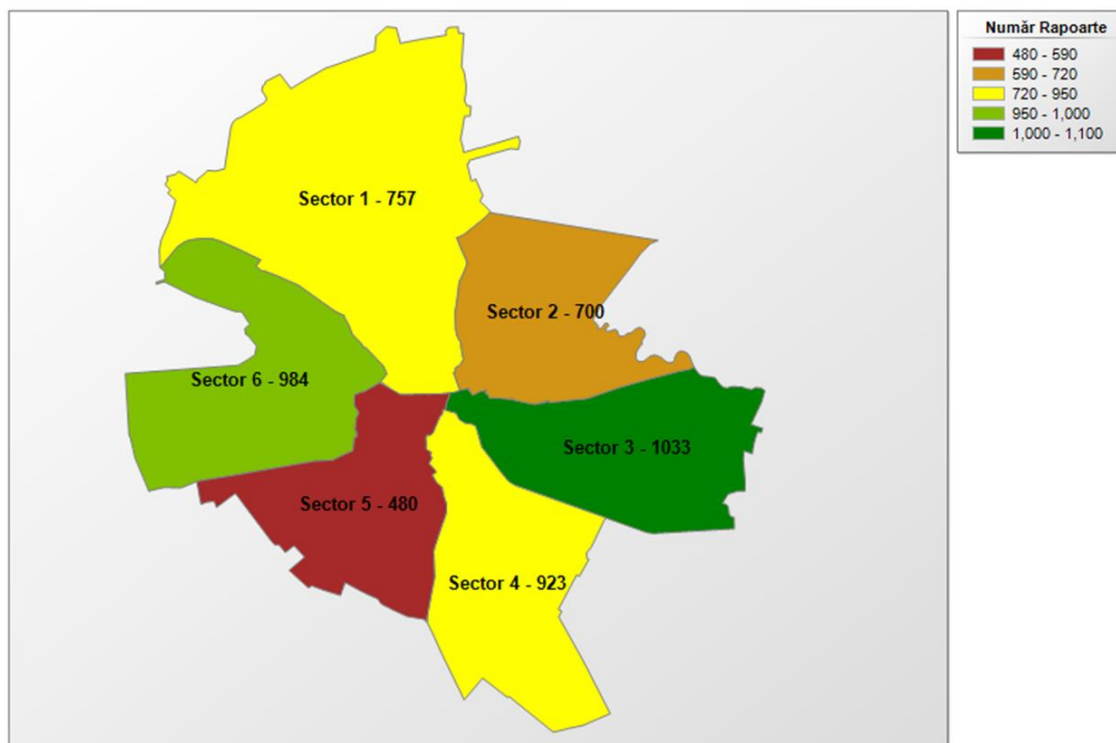 Număr Rapoarte
480 - 590
590 - 720
720 - 950
950 - 1,000
1,000 - 1,100
Sector 1 - 757
Sector 2 - 700
Sector 6 - 984
Sector 3 - 1033
Sector 5 - 480
Sector 4 - 923